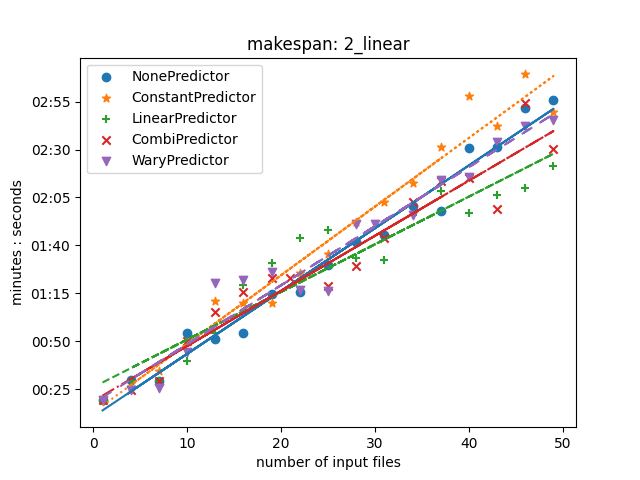 makespan: 2_linear
NonePredictor
ConstantPredictor
LinearPredictor
CombiPredictor
WaryPredictor
minutes : seconds
02:55
02:30
02:05
01:40
01:15
00:50
00:25
0 10 20 30 40 50
number of input files